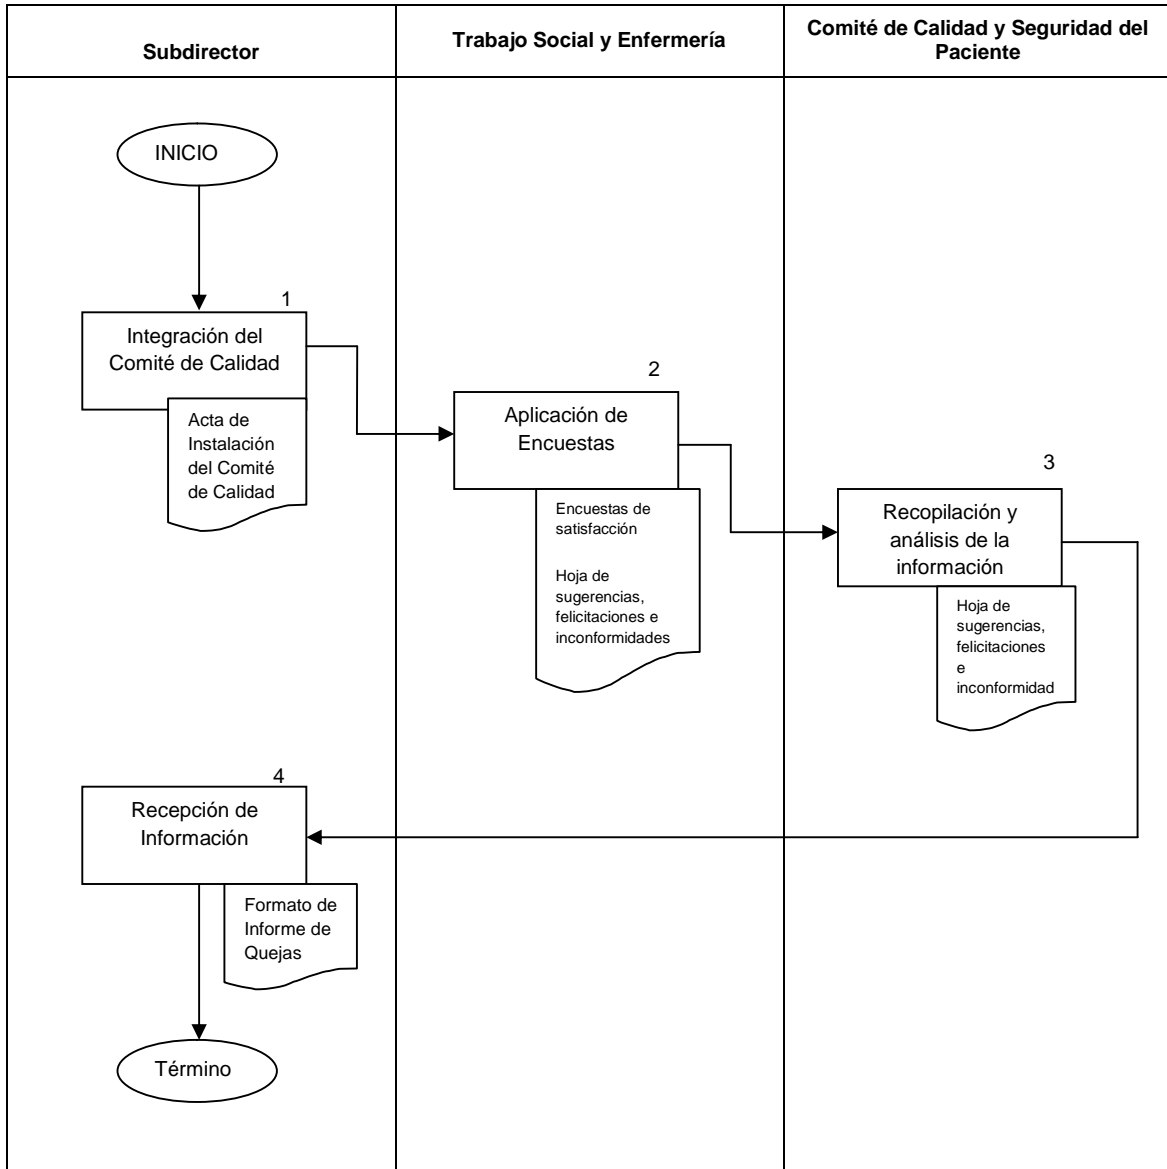 Subdirector
Trabajo Social y Enfermería
Comité de Calidad y Seguridad del
Paciente
INICIO
1
Integración del
Comité de Calidad
Acta de
Instalación
del Comité
de Calidad
2
Aplicación de
Encuestas
Encuestas de
satisfacción
Hoja de
sugerencias,
felicitaciones e
inconformidades
3
Recopilación y
análisis de la
información
Hoja de
sugerencias,
felicitaciones
e
inconformidad
4
Recepción de
Información
Formato de
Informe de
Quejas
Término